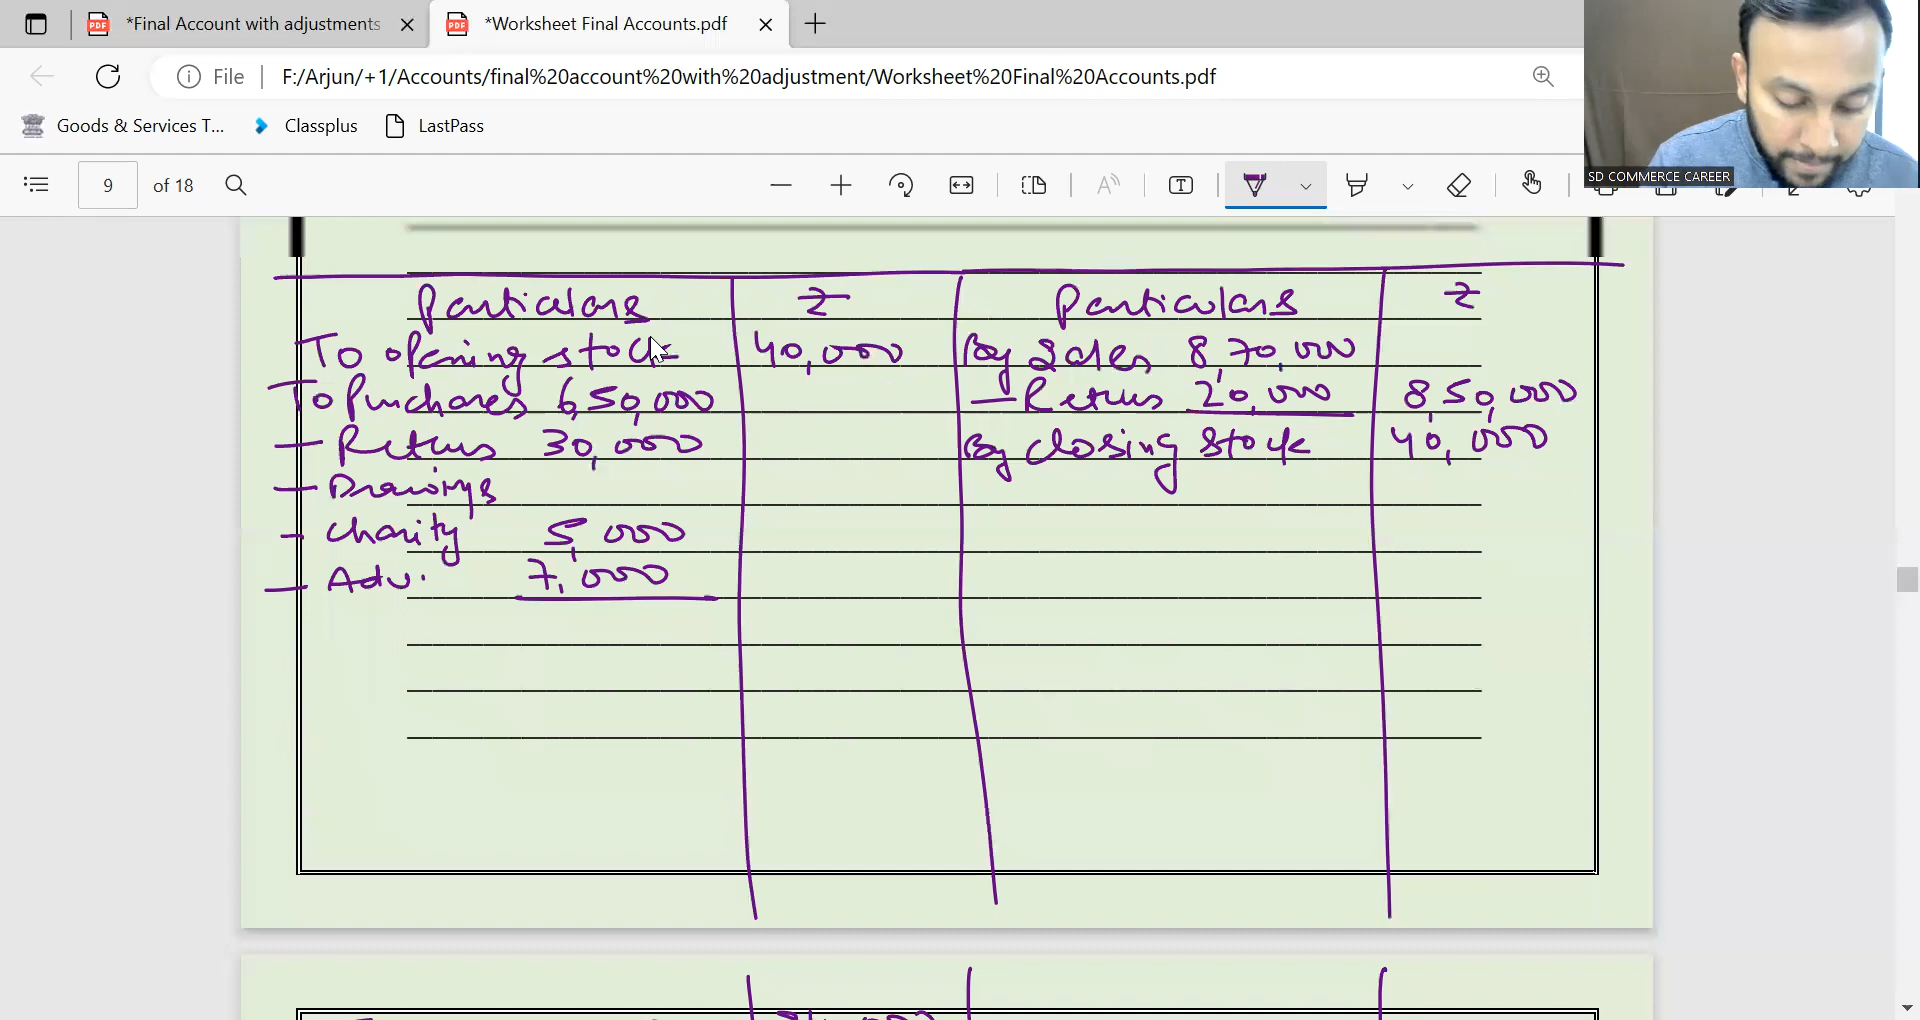 *Final Account with adjustments
*Worksheet Final Accounts.pdf
File
F:/Arjun/+1/Accounts/final%20account%20with%20adjustment/Worksheet%20Final%20Accounts.pdf
Goods & Services T...
Classplus
LastPass
9 of 18
SD COMMERCE CAREER
Particulars ₹ Particulars ₹
To opening stock 40,000 By Sales 8,70,000
To Purchases 6,50,000 – Returns 20,000 8,50,000
– Returns 30,000 By closing stock 40,000
– Drawings
– Charity 5,000
– Adv. 7,000